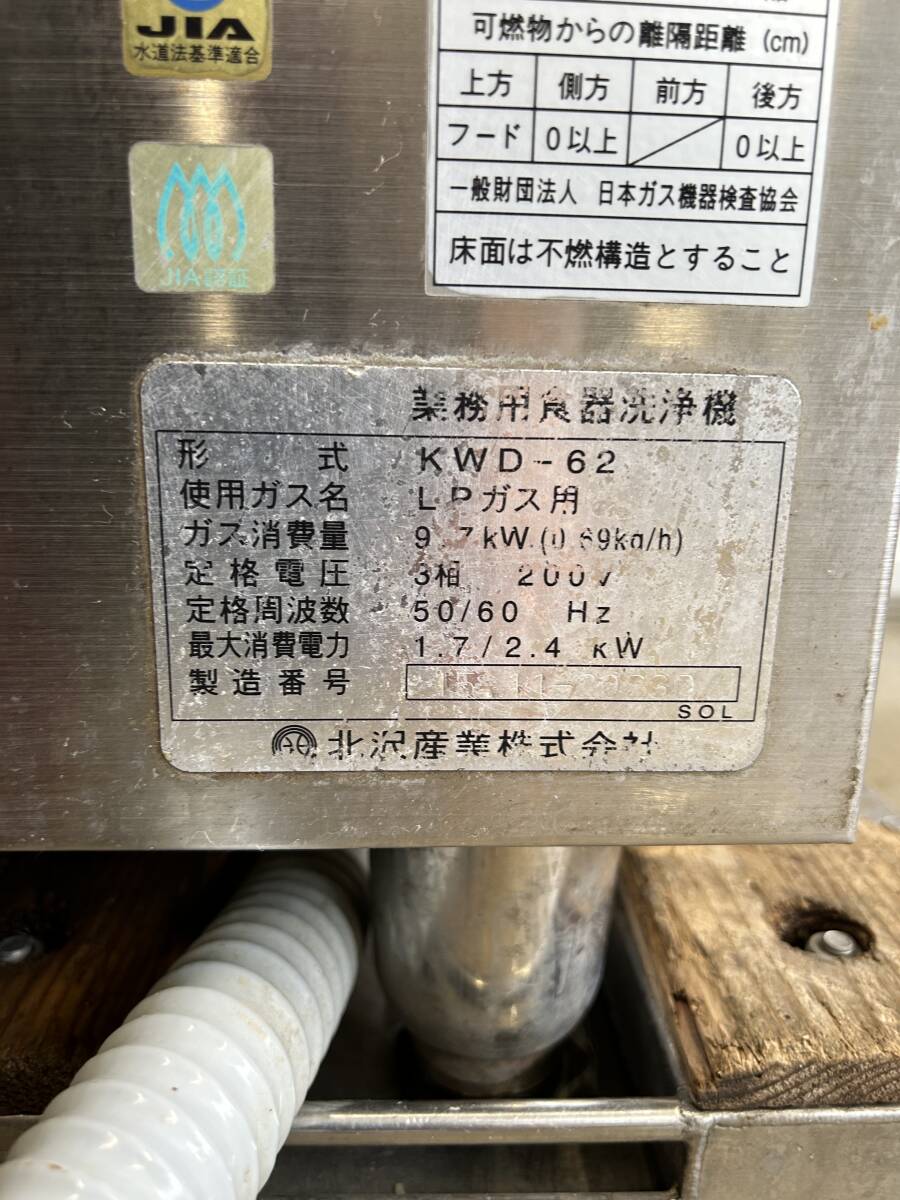 JIA
水道法基準適合
JIA認証
可燃物からの離隔距離 (cm)
上方 側方 前方 後方
フード 0以上 0以上
一般財団法人 日本ガス機器検査協会
床面は不燃構造とすること
業務用食器洗浄機
形式 KWD-62
使用ガス名 LPガス用
ガス消費量 9.7kW(0.69kg/h)
定格電圧 3相 200V
定格周波数 50/60 Hz
最大消費電力 1.7/2.4 kW
製造番号
SOL
北沢産業株式会社